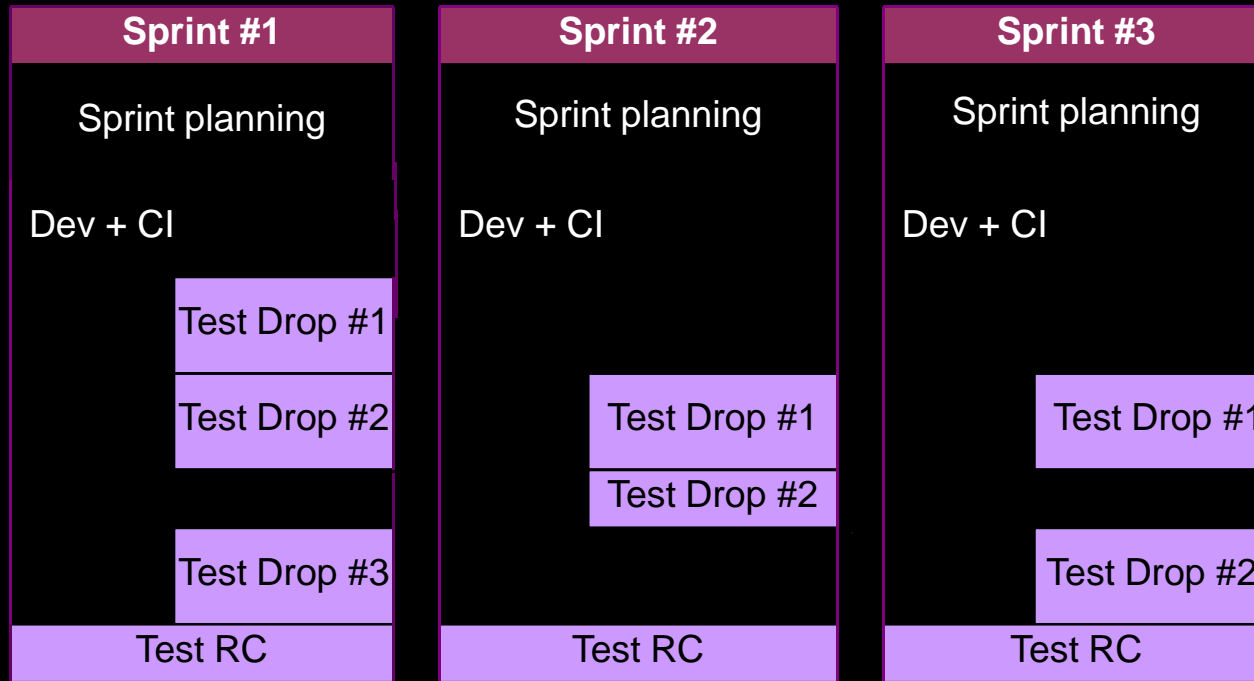 Sprint #1
Sprint planning
Dev + CI
Test Drop #1
Test Drop #2
Test Drop #3
Test RC
Sprint #2
Sprint planning
Dev + CI
Test Drop #1
Test Drop #2
Test RC
Sprint #3
Sprint planning
Dev + CI
Test Drop #1
Test Drop #2
Test RC